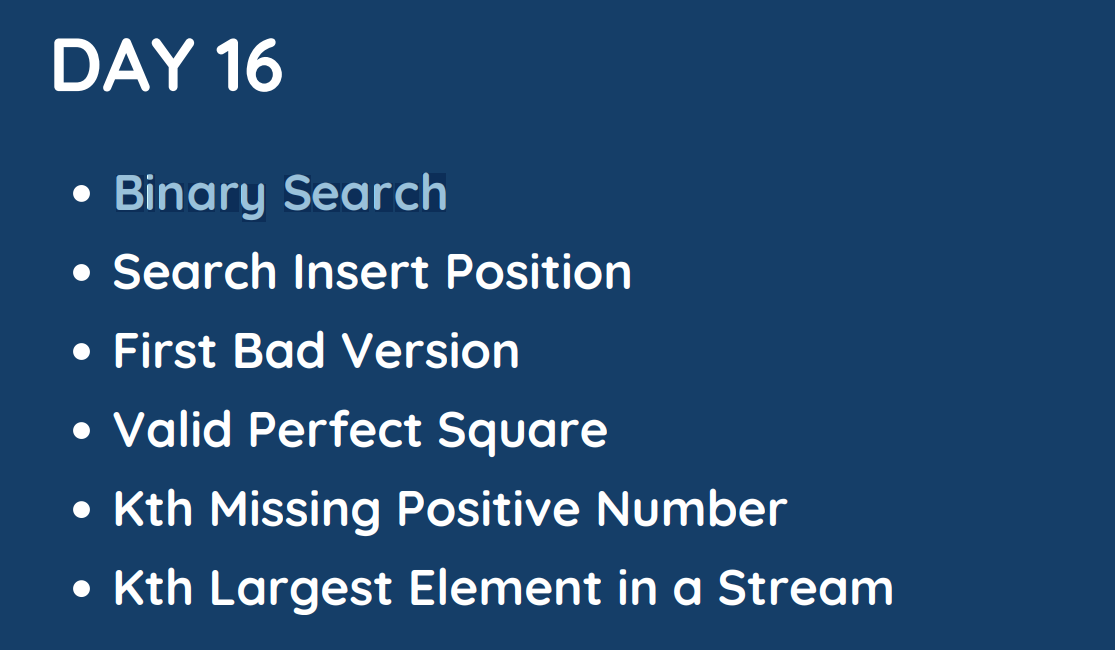 DAY 16
• Binary Search
• Search Insert Position
• First Bad Version
• Valid Perfect Square
• Kth Missing Positive Number
• Kth Largest Element in a Stream